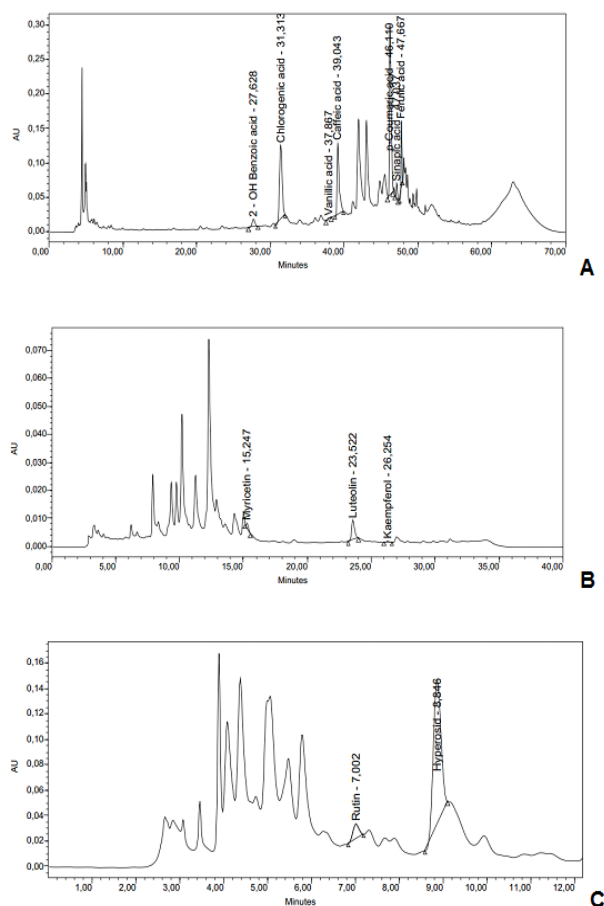 0,30
0,25
0,20
0,15
0,10
0,05
0,00
AU
2 - OH Benzoic acid - 27,628
Chlorogenic acid - 31,313
Vanillic acid - 37,867
Caffeic acid - 39,043
p-Coumaric acid - 46,110
Sinapic acid
Ferulic acid - 47,667
10,00 20,00 30,00 40,00 50,00 60,00 70,00
Minutes
A
0,070
0,060
0,050
0,040
0,030
0,020
0,010
0,000
AU
Myricetin - 15,247
Luteolin - 23,522
Kaempferol - 26,254
5,00 10,00 15,00 20,00 25,00 30,00 35,00 40,00
Minutes
B
0,16
0,14
0,12
0,10
0,08
0,06
0,04
0,02
0,00
AU
Rutin - 7,002
Hyperosid - 8,846
1,00 2,00 3,00 4,00 5,00 6,00 7,00 8,00 9,00 10,00 11,00 12,00
Minutes
C